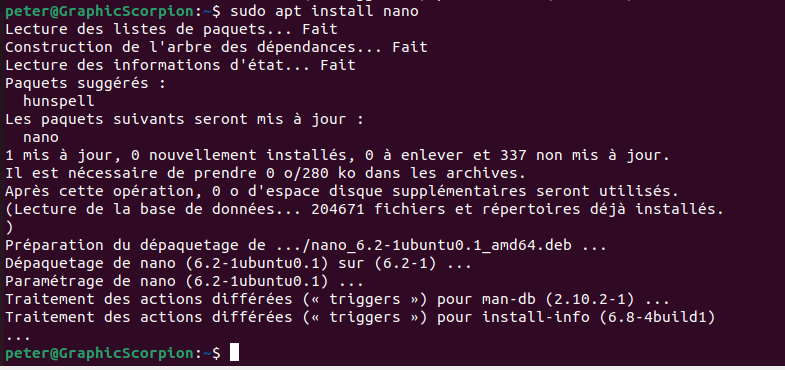 peter@GraphicScorpion:~$ sudo apt install nano
Lecture des listes de paquets... Fait
Construction de l'arbre des dépendances... Fait
Lecture des informations d'état... Fait
Paquets suggérés :
  hunspell
Les paquets suivants seront mis à jour :
  nano
1 mis à jour, 0 nouvellement installés, 0 à enlever et 337 non mis à jour.
Il est nécessaire de prendre 0 o/280 ko dans les archives.
Après cette opération, 0 o d'espace disque supplémentaires seront utilisés.
(Lecture de la base de données... 204671 fichiers et répertoires déjà installés.
)
Préparation du dépaquetage de .../nano_6.2-1ubuntu0.1_amd64.deb ...
Dépaquetage de nano (6.2-1ubuntu0.1) sur (6.2-1) ...
Paramétrage de nano (6.2-1ubuntu0.1) ...
Traitement des actions différées (« triggers ») pour man-db (2.10.2-1) ...
Traitement des actions différées (« triggers ») pour install-info (6.8-4build1)
...
peter@GraphicScorpion:~$